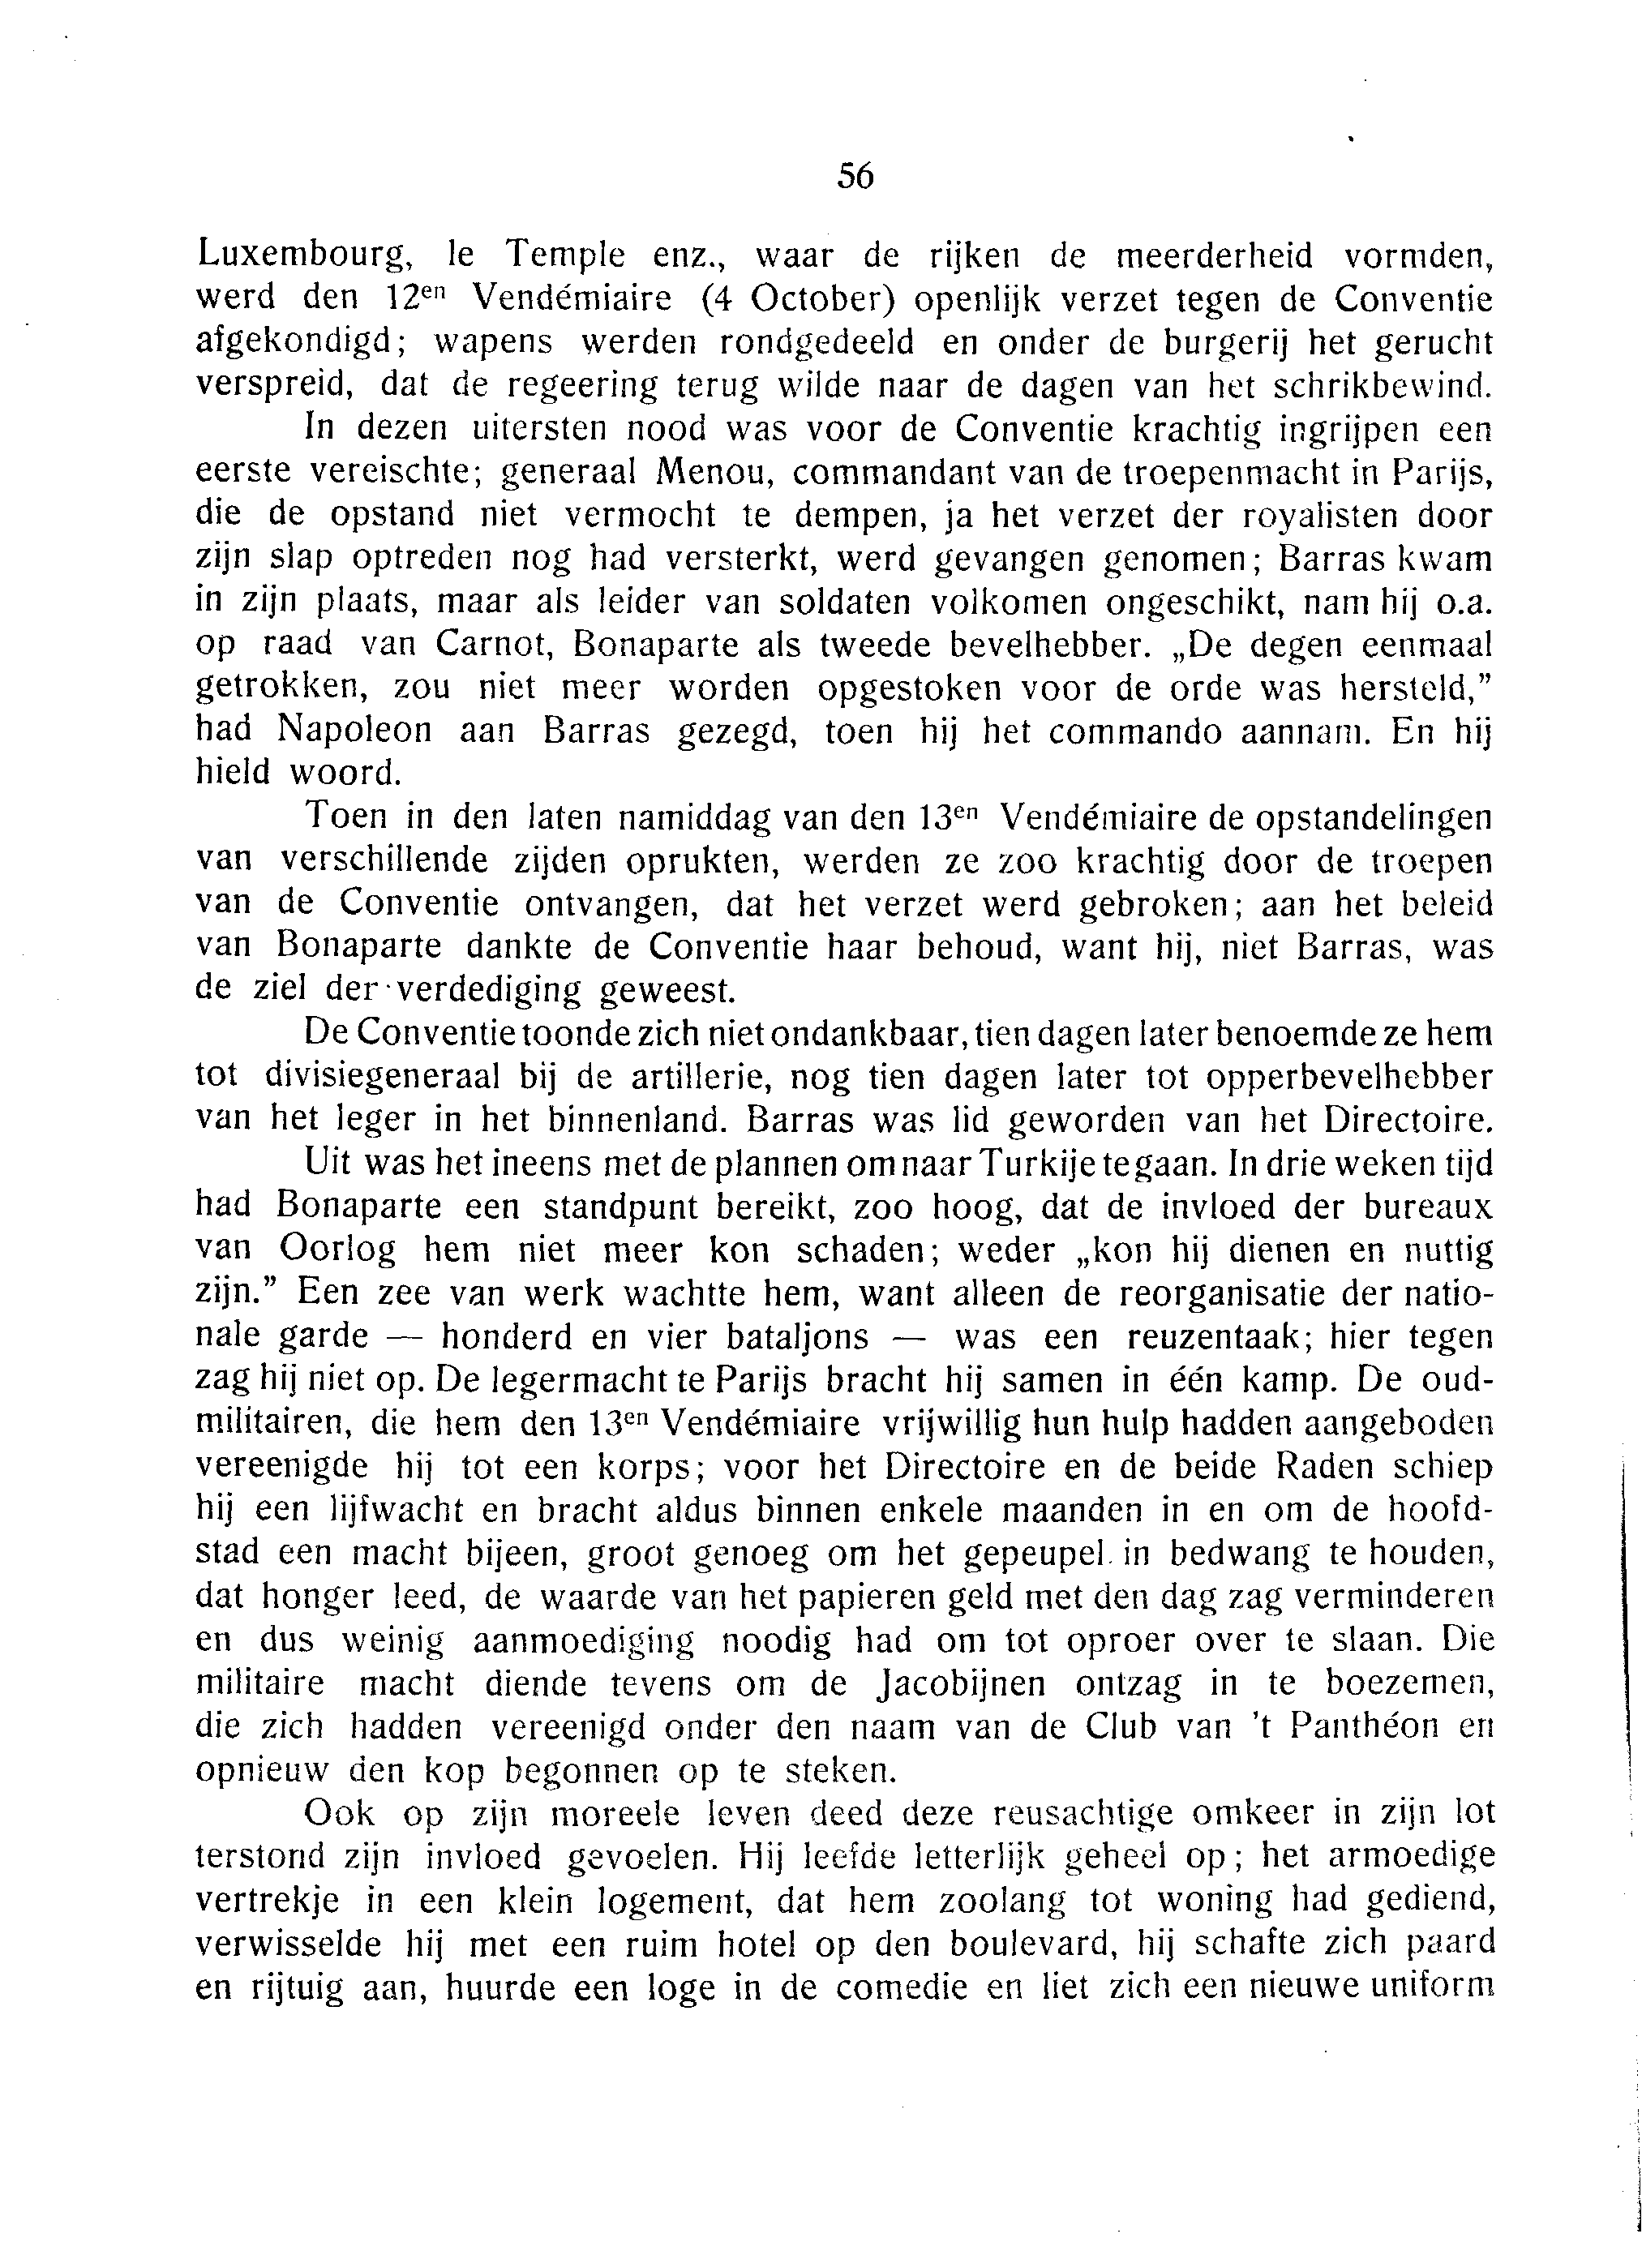 56
Luxembourg, le Temple enz., waar de rijken de meerderheid vormden,
werd den 12en Vendémiaire (4 October) openlijk verzet tegen de Conventie
afgekondigd; wapens werden rondgedeeld en onder de burgerij het gerucht
verspreid, dat de regeering terug wilde naar de dagen van het schrikbewind.
In dezen uitersten nood was voor de Conventie krachtig ingrijpen een
eerste vereischte; generaal Menou, commandant van de troepenmacht in Parijs,
die de opstand niet vermocht te dempen, ja het verzet der royalisten door
zijn slap optreden nog had versterkt, werd gevangen genomen; Barras kwam
in zijn plaats, maar als leider van soldaten volkomen ongeschikt, nam hij o.a.
op raad van Carnot, Bonaparte als tweede bevelhebber. „De degen eenmaal
getrokken, zou niet meer worden opgestoken voor de orde was hersteld,”
had Napoleon aan Barras gezegd, toen hij het commando aannam. En hij
hield woord.
Toen in den laten namiddag van den 13en Vendémiaire de opstandelingen
van verschillende zijden oprukten, werden ze zoo krachtig door de troepen
van de Conventie ontvangen, dat het verzet werd gebroken; aan het beleid
van Bonaparte dankte de Conventie haar behoud, want hij, niet Barras, was
de ziel der verdediging geweest.
De Conventie toonde zich niet ondankbaar, tien dagen later benoemde ze hem
tot divisiegeneraal bij de artillerie, nog tien dagen later tot opperbevelhebber
van het leger in het binnenland. Barras was lid geworden van het Directoire.
Uit was het ineens met de plannen om naar Turkije te gaan. In drie weken tijd
had Bonaparte een standpunt bereikt, zoo hoog, dat de invloed der bureaux
van Oorlog hem niet meer kon schaden; weder „kon hij dienen en nuttig
zijn.” Een zee van werk wachtte hem, want alleen de reorganisatie der natio-
nale garde — honderd en vier bataljons — was een reuzentaak; hier tegen
zag hij niet op. De legermacht te Parijs bracht hij samen in één kamp. De oud-
militairen, die hem den 13en Vendémiaire vrijwillig hun hulp hadden aangeboden
vereenigde hij tot een korps; voor het Directoire en de beide Raden schiep
hij een lijfwacht en bracht aldus binnen enkele maanden in en om de hoofd-
stad een macht bijeen, groot genoeg om het gepeupel in bedwang te houden,
dat honger leed, de waarde van het papieren geld met den dag zag verminderen
en dus weinig aanmoediging noodig had om tot oproer over te slaan. Die
militaire macht diende tevens om de Jacobijnen ontzag in te boezemen,
die zich hadden vereenigd onder den naam van de Club van 't Panthéon en
opnieuw den kop begonnen op te steken.
Ook op zijn moreele leven deed deze reusachtige omkeer in zijn lot
terstond zijn invloed gevoelen. Hij leefde letterlijk geheel op; het armoedige
vertrekje in een klein logement, dat hem zoolang tot woning had gediend,
verwisselde hij met een ruim hotel op den boulevard, hij schafte zich paard
en rijtuig aan, huurde een loge in de comedie en liet zich een nieuwe uniform